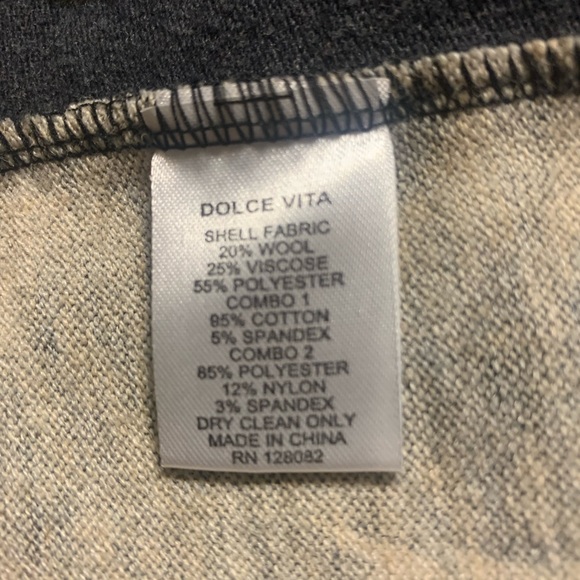 DOLCE VITA
SHELL FABRIC
20% WOOL
25% VISCOSE
55% POLYESTER
COMBO 1
95% COTTON
5% SPANDEX
COMBO 2
85% POLYESTER
12% NYLON
3% SPANDEX
DRY CLEAN ONLY
MADE IN CHINA
RN 128082